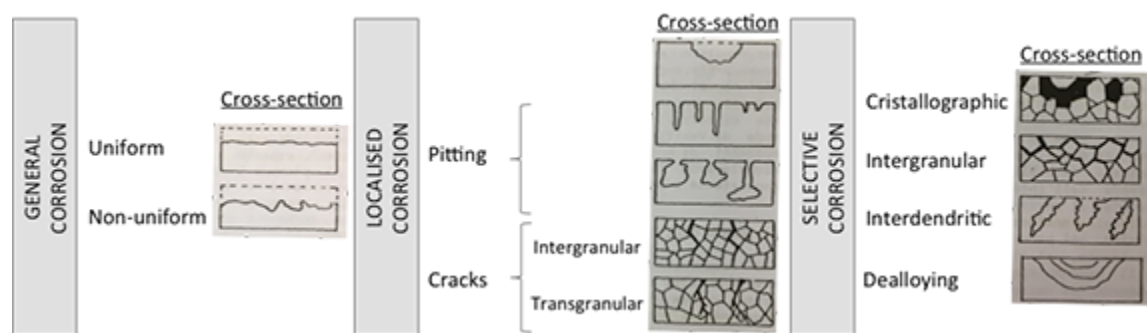 GENERAL
CORROSION
Cross-section
Uniform
Non-uniform
LOCALISED
CORROSION
Cross-section
Pitting
Cracks
Intergranular
Transgranular
SELECTIVE
CORROSION
Cross-section
Cristallographic
Intergranular
Interdendritic
Dealloying